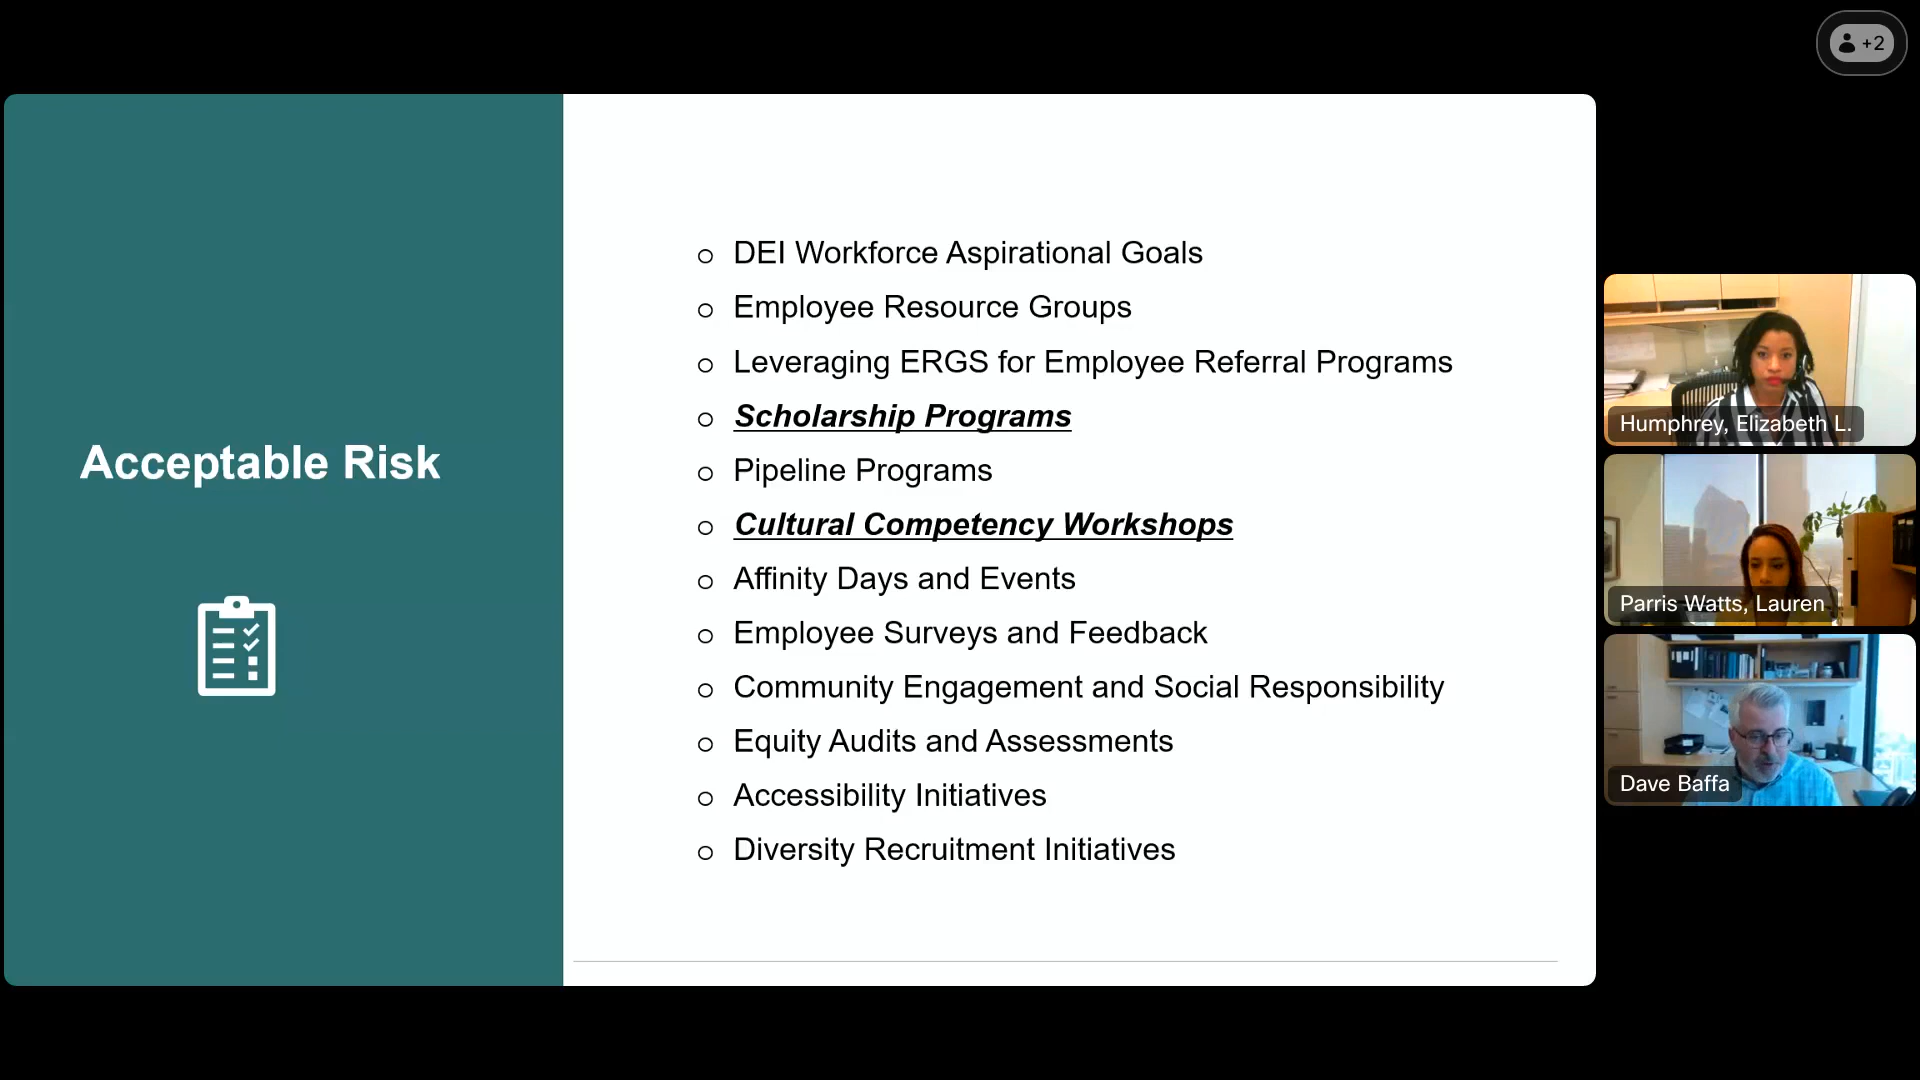 +2
Acceptable Risk
DEI Workforce Aspirational Goals
Employee Resource Groups
Leveraging ERGS for Employee Referral Programs
Scholarship Programs
Pipeline Programs
Cultural Competency Workshops
Affinity Days and Events
Employee Surveys and Feedback
Community Engagement and Social Responsibility
Equity Audits and Assessments
Accessibility Initiatives
Diversity Recruitment Initiatives
Humphrey, Elizabeth L.
Parris Watts, Lauren
Dave Baffa